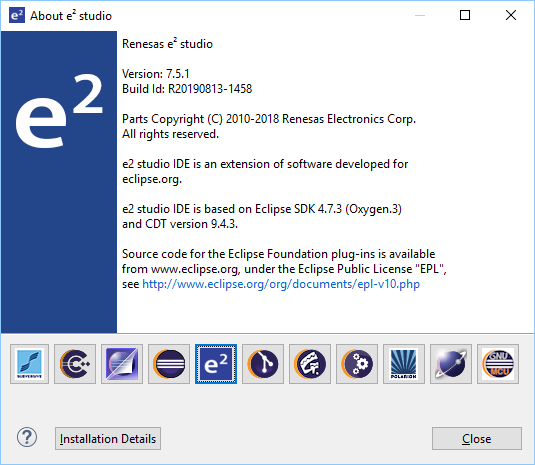 About e² studio
e²
Renesas e² studio
Version: 7.5.1
Build Id: R20190813-1458
Parts Copyright (C) 2010-2018 Renesas Electronics Corp.
All rights reserved.
e2 studio IDE is an extension of software developed for
eclipse.org.
e2 studio IDE is based on Eclipse SDK 4.7.3 (Oxygen.3)
and CDT version 9.4.3.
Source code for the Eclipse Foundation plug-ins is available
from www.eclipse.org, under the Eclipse Public License "EPL",
see http://www.eclipse.org/org/documents/epl-v10.php
SUBVERSIVE
e²
POLARION
GNU
MCU
?
Installation Details
Close